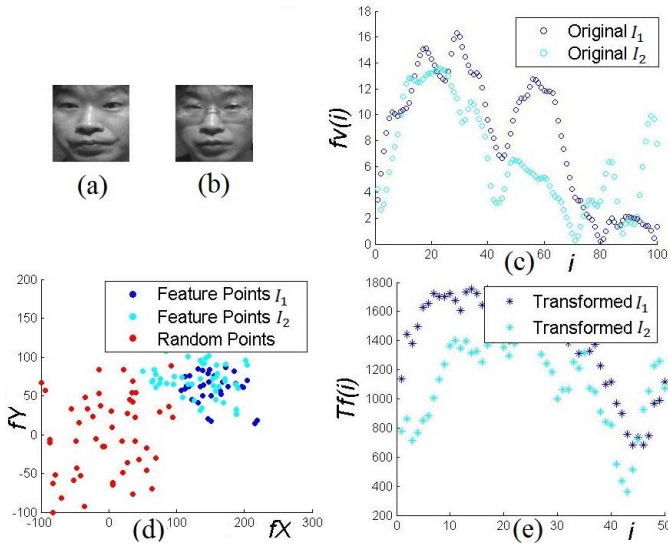 (a)
(b)
18
16
14
12
10
8
6
4
2
0
fv(i)
Original I₁
Original I₂
0
20
40
60
80
100
(c)
i
200
150
100
50
0
-50
-100
fY
Feature Points I₁
Feature Points I₂
Random Points
-100
0
100
200
300
(d)
fX
1800
1600
1400
1200
1000
800
600
400
200
Tf(i)
Transformed I₁
Transformed I₂
0
10
20
30
40
50
(e)
i